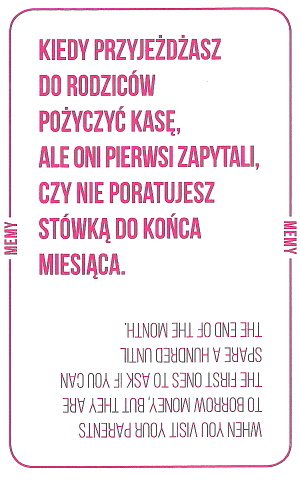 KIEDY PRZYJEŻDŻASZ
DO RODZICÓW
POŻYCZYĆ KASĘ,
ALE ONI PIERWSI ZAPYTALI,
CZY NIE PORATUJESZ
STÓWKĄ DO KOŃCA
MIESIĄCA.
MEMY
MEMY
WHEN YOU VISIT YOUR PARENTS
TO BORROW MONEY, BUT THEY ARE
THE FIRST ONES TO ASK IF YOU CAN
SPARE A HUNDRED UNTIL
THE END OF THE MONTH.